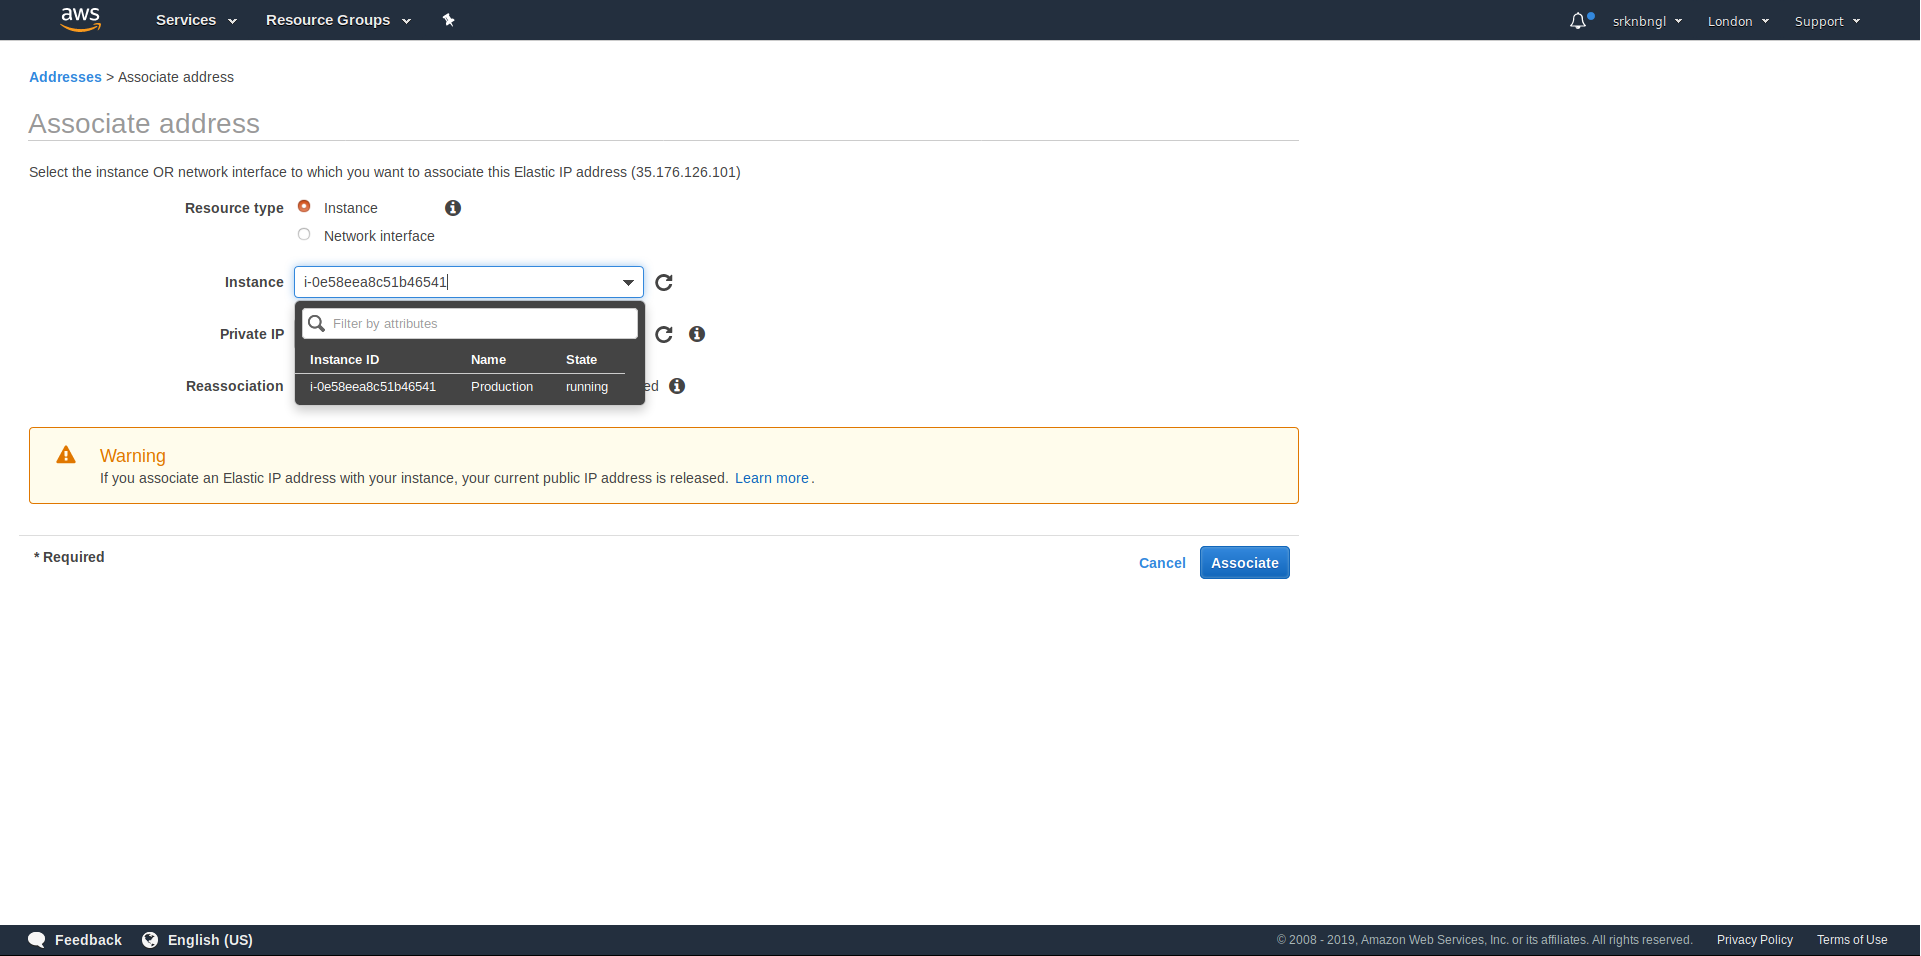 aws Services Resource Groups srknbngl London Support
Addresses > Associate address
Associate address
Select the instance OR network interface to which you want to associate this Elastic IP address (35.176.126.101)
Resource type Instance
Network interface
Instance i-0e58eea8c51b46541
Filter by attributes
Private IP
Instance ID Name State
Reassociation i-0e58eea8c51b46541 Production running ed
Warning
If you associate an Elastic IP address with your instance, your current public IP address is released. Learn more.
* Required
Cancel Associate
Feedback English (US) © 2008 - 2019, Amazon Web Services, Inc. or its affiliates. All rights reserved. Privacy Policy Terms of Use